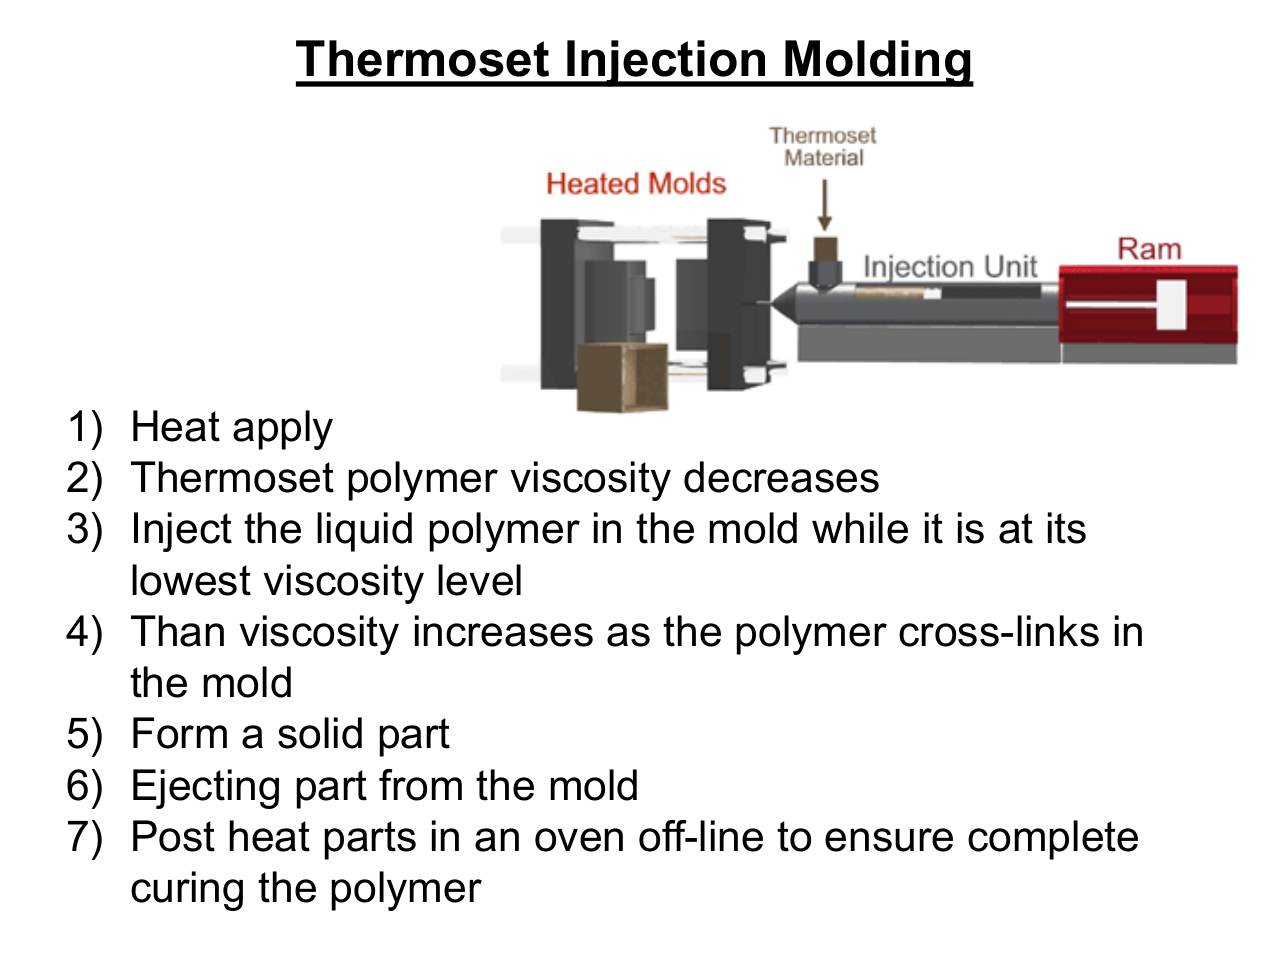 Thermoset Injection Molding
Thermoset
Material
Heated Molds
Injection Unit
Ram
1) Heat apply
2) Thermoset polymer viscosity decreases
3) Inject the liquid polymer in the mold while it is at its
lowest viscosity level
4) Than viscosity increases as the polymer cross-links in
the mold
5) Form a solid part
6) Ejecting part from the mold
7) Post heat parts in an oven off-line to ensure complete
curing the polymer